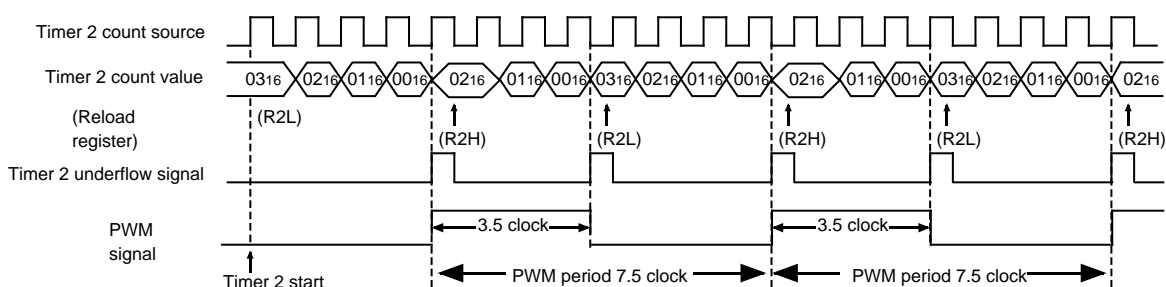 Timer 2 count source
Timer 2 count value
0316 0216 0116 0016 0216 0116 0016 0316 0216 0116 0016 0216 0116 0016 0316 0216 0116 0016 0216
(Reload
register)
(R2L) (R2H) (R2L) (R2H) (R2L) (R2H)
Timer 2 underflow signal
PWM
signal
3.5 clock 3.5 clock
Timer 2 start
PWM period 7.5 clock PWM period 7.5 clock